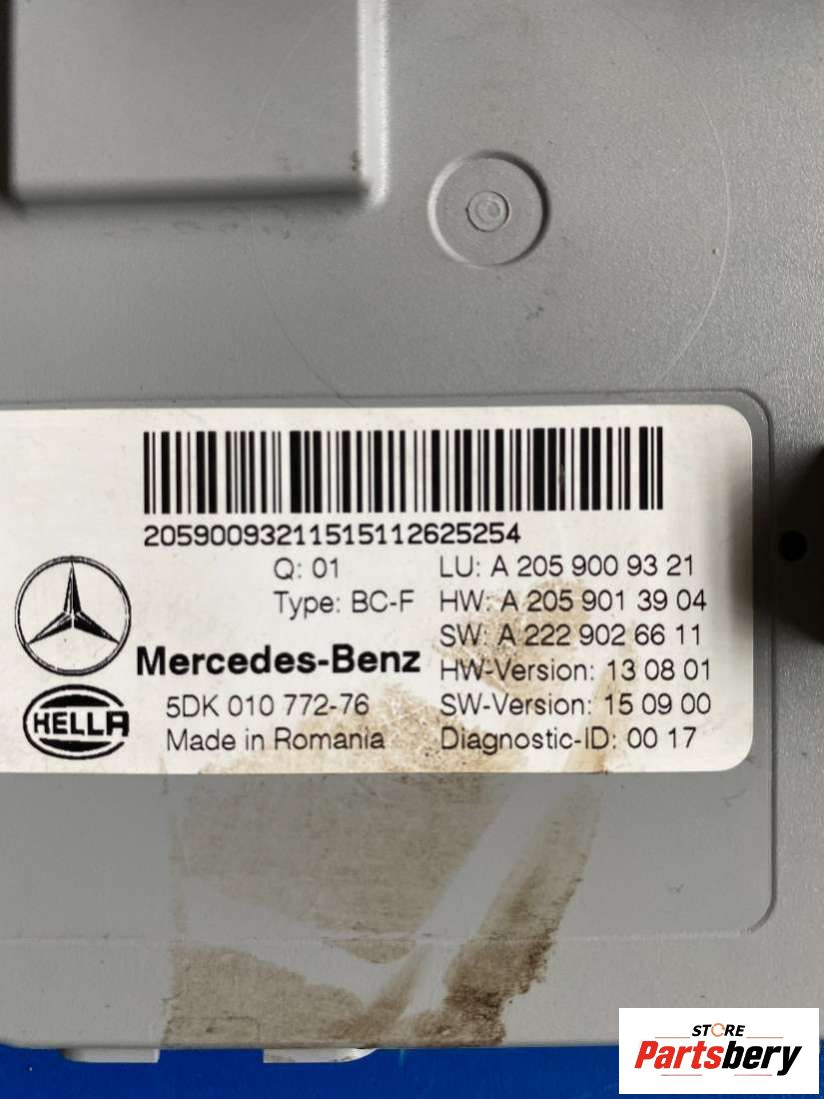 20590093211515112625254
Q: 01
LU: A 205 900 93 21
Type: BC-F
HW: A 205 901 39 04
SW: A 222 902 66 11
Mercedes-Benz
HW-Version: 13 08 01
HELLA
5DK 010 772-76
SW-Version: 15 09 00
Made in Romania
Diagnostic-ID: 00 17
STORE
Partsbery